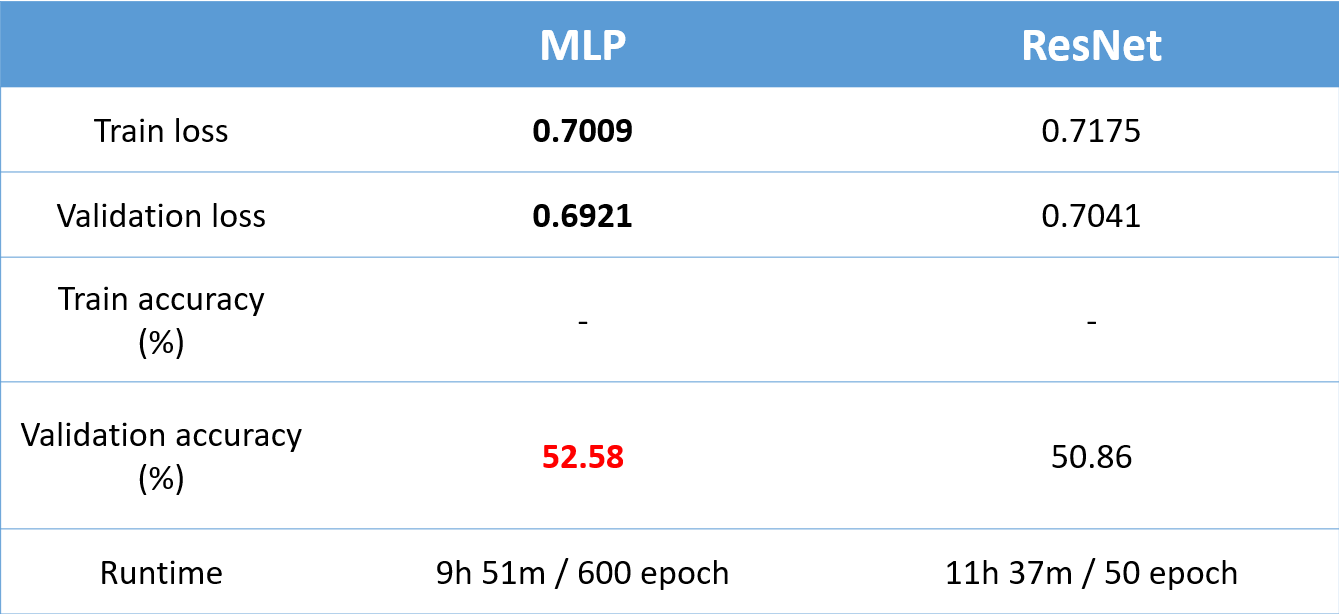 MLP ResNet
Train loss 0.7009 0.7175
Validation loss 0.6921 0.7041
Train accuracy
(%) - -
Validation accuracy
(%) 52.58 50.86
Runtime 9h 51m / 600 epoch 11h 37m / 50 epoch